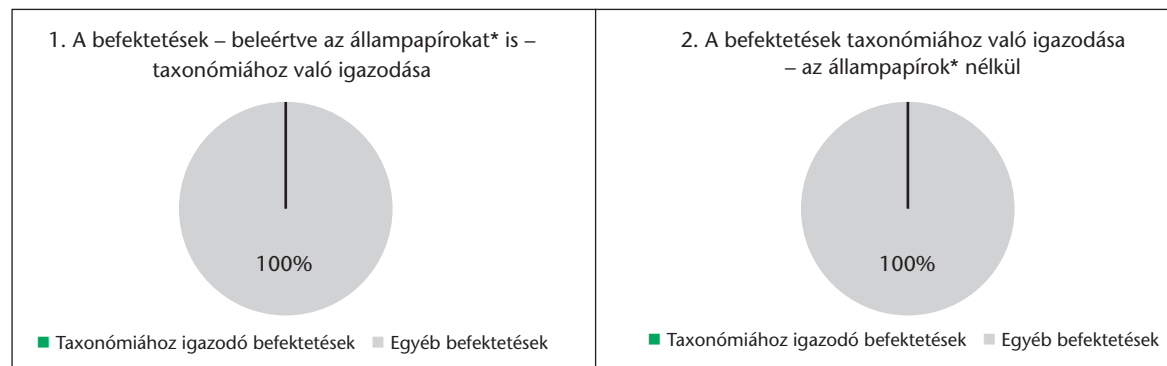 1. A befektetések – beleértve az állampapírokat* is –
taxonómiához való igazodása
100%
Taxonómiához igazodó befektetések
Egyéb befektetések
2. A befektetések taxonómiához való igazodása
– az állampapírok* nélkül
100%
Taxonómiához igazodó befektetések
Egyéb befektetések